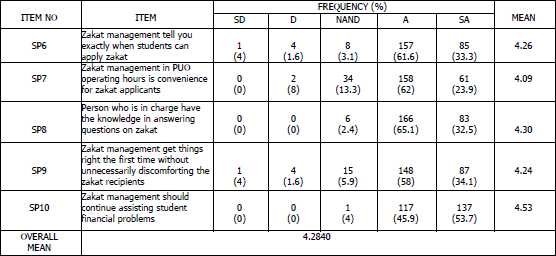 FREQUENCY (%)
ITEM NO ITEM SD D NAND A SA MEAN
SP6 Zakat management tell you exactly when students can apply zakat 1 (4) 4 (1.6) 8 (3.1) 157 (61.6) 85 (33.3) 4.26
SP7 Zakat management in PUO operating hours is convenience for zakat applicants 0 (0) 2 (8) 34 (13.3) 158 (62) 61 (23.9) 4.09
SP8 Person who is in charge have the knowledge in answering questions on zakat 0 (0) 0 (0) 6 (2.4) 166 (65.1) 83 (32.5) 4.30
SP9 Zakat management get things right the first time without unnecessarily discomforting the zakat recipients 1 (4) 4 (1.6) 15 (5.9) 148 (58) 87 (34.1) 4.24
SP10 Zakat management should continue assisting student financial problems 0 (0) 0 (0) 1 (4) 117 (45.9) 137 (53.7) 4.53
OVERALL MEAN 4.2840